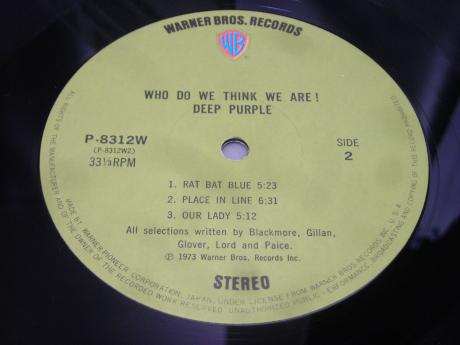 WARNER BROS. RECORDS
WB
WHO DO WE THINK WE ARE!
DEEP PURPLE
P-8312W
(P-8312W2)
33⅓RPM
SIDE
2
1. RAT BAT BLUE 5:23
2. PLACE IN LINE 6:31
3. OUR LADY 5:12
All selections written by Blackmore, Gillan,
Glover, Lord and Paice.
Ⓟ 1973 Warner Bros. Records Inc.
STEREO
MADE BY WARNER-PIONEER CORPORATION, JAPAN, UNDER LICENSE FROM WARNER BROS. RECORDS INC., U.S.A.
ALL RIGHTS OF THE MANUFACTURER AND OF THE OWNER OF THE RECORDED WORK RESERVED UNAUTHORIZED PUBLIC PERFORMANCE BROADCASTING AND COPYING OF THIS RECORD PROHIBITED.